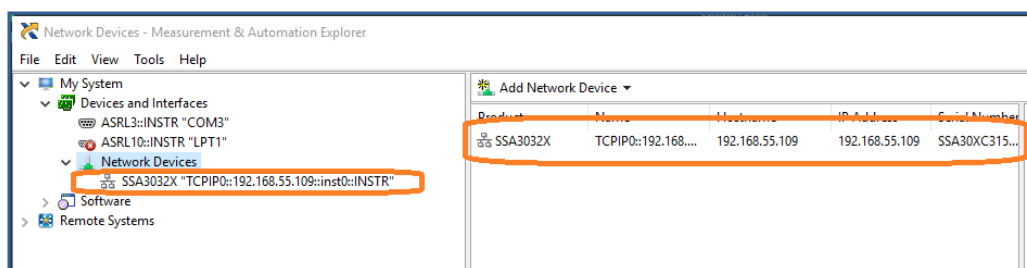 Network Devices - Measurement & Automation Explorer
File Edit View Tools Help
My System
Devices and Interfaces
ASRL3::INSTR "COM3"
ASRL10::INSTR "LPT1"
Network Devices
SSA3032X "TCPIP0::192.168.55.109::inst0::INSTR"
Software
Remote Systems
Add Network Device
Product Name Hostname IP Address Serial Number
SSA3032X TCPIP0::192.168.... 192.168.55.109 192.168.55.109 SSA30XC315...